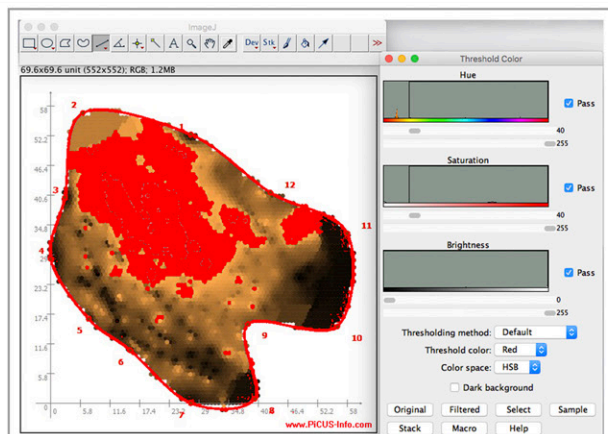 ImageJ
Dev Stk
>>
69.6x69.6 unit (552x552); RGB; 1.2MB
58
52.2
46.4
40.6
34.8
29
23.2
17.4
11.6
5.8
0
0 5.8 11.6 17.4 23.2 29 34.8 40.6 46.4 52.2 58
1
2
3
4
5
6
7
8
9
10
11
12
www.PiCUS-Info.com
Threshold Color
Hue
Pass
40
255
Saturation
Pass
40
255
Brightness
Pass
0
255
Thresholding method: Default
Threshold color: Red
Color space: HSB
Dark background
Original Filtered Select Sample
Stack Macro Help